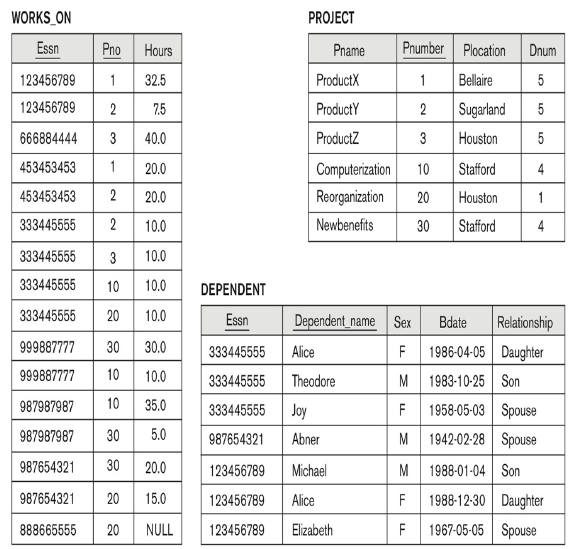 WORKS_ON
Essn Pno Hours
123456789 1 32.5
123456789 2 7.5
666884444 3 40.0
453453453 1 20.0
453453453 2 20.0
333445555 2 10.0
333445555 3 10.0
333445555 10 10.0
333445555 20 10.0
999887777 30 30.0
999887777 10 10.0
987987987 10 35.0
987987987 30 5.0
987654321 30 20.0
987654321 20 15.0
888665555 20 NULL
PROJECT
Pname Pnumber Plocation Dnum
ProductX 1 Bellaire 5
ProductY 2 Sugarland 5
ProductZ 3 Houston 5
Computerization 10 Stafford 4
Reorganization 20 Houston 1
Newbenefits 30 Stafford 4
DEPENDENT
Essn Dependent_name Sex Bdate Relationship
333445555 Alice F 1986-04-05 Daughter
333445555 Theodore M 1983-10-25 Son
333445555 Joy F 1958-05-03 Spouse
987654321 Abner M 1942-02-28 Spouse
123456789 Michael M 1988-01-04 Son
123456789 Alice F 1988-12-30 Daughter
123456789 Elizabeth F 1967-05-05 Spouse